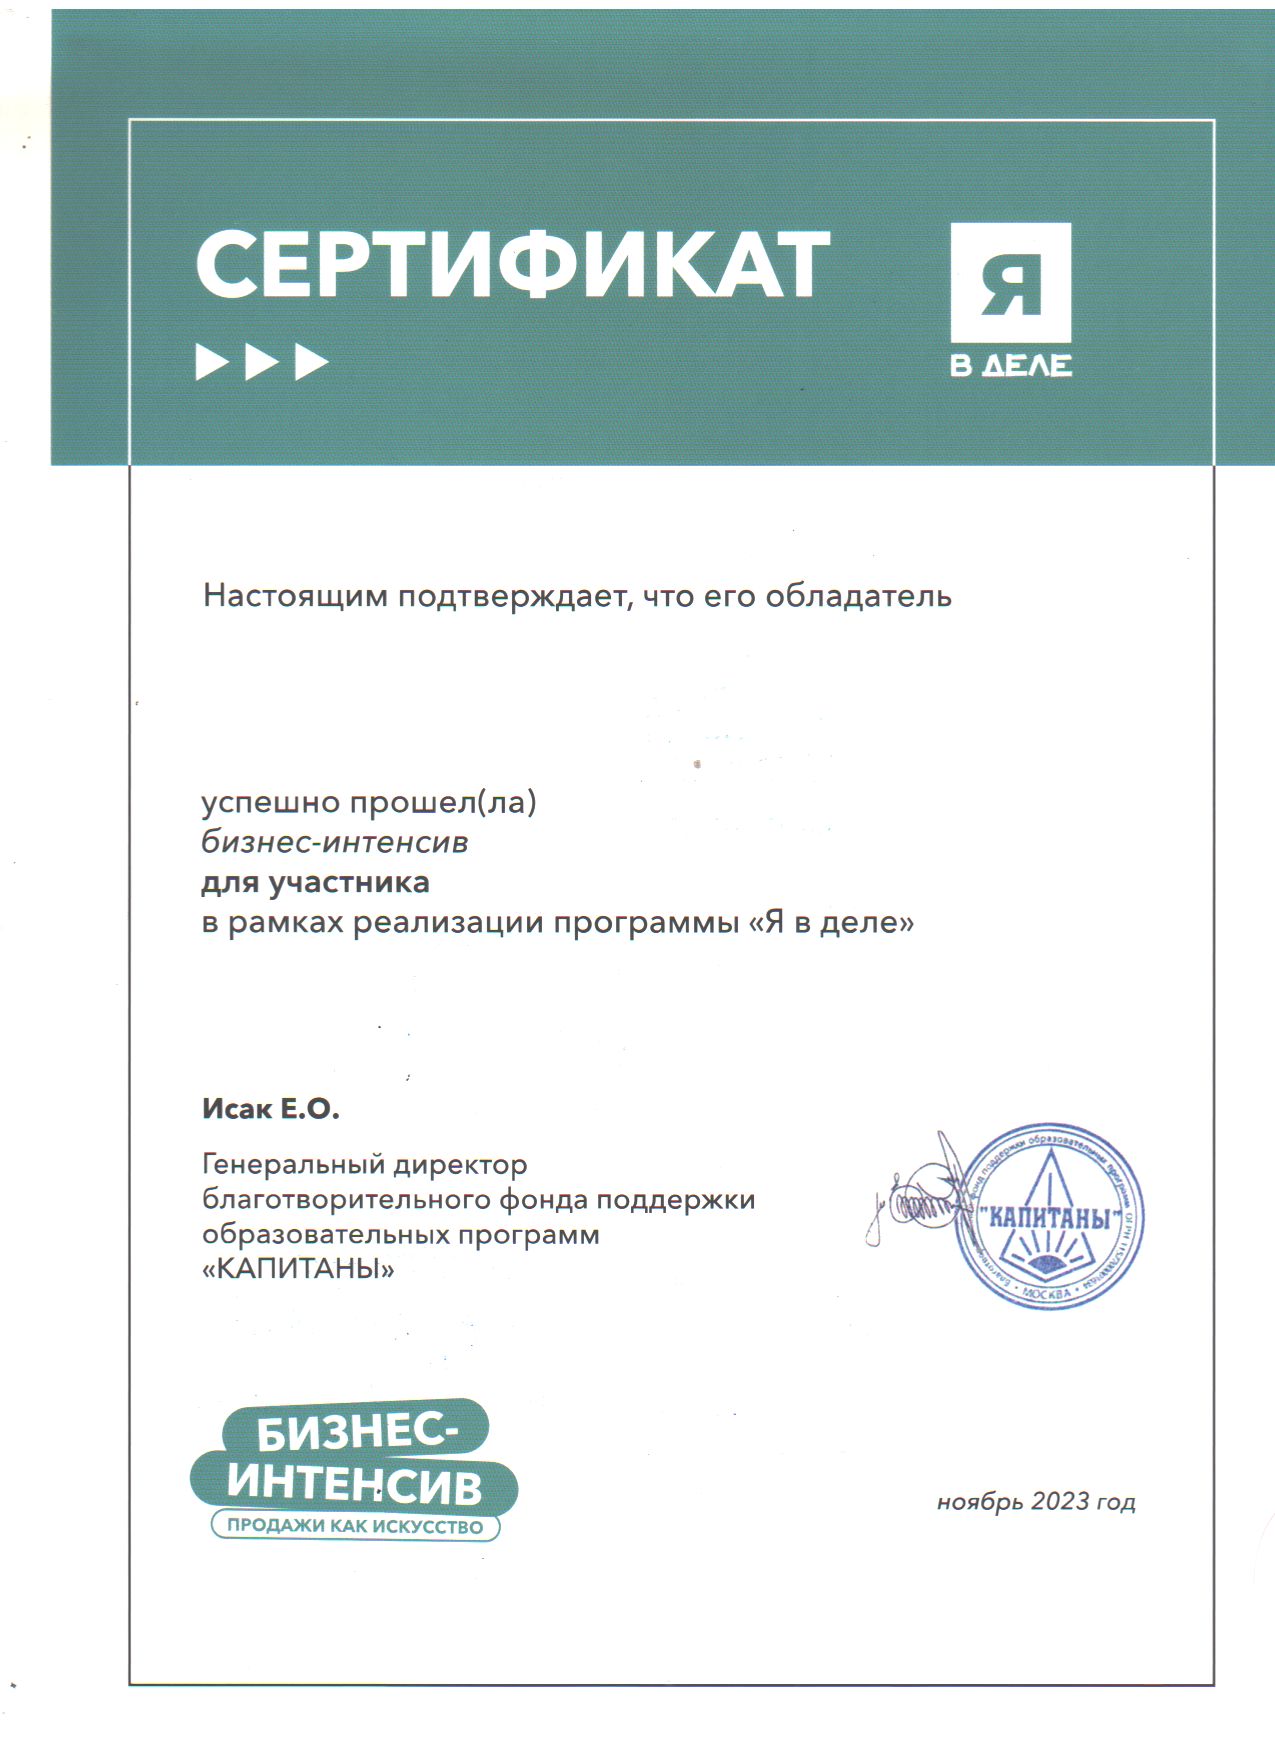 СЕРТИФИКАТ
Я
В ДЕЛЕ
Настоящим подтверждает, что его обладатель
успешно прошел(ла)
бизнес-интенсив
для участника
в рамках реализации программы «Я в деле»
Исак Е.О.
Генеральный директор
благотворительного фонда поддержки
образовательных программ
«КАПИТАНЫ»
фонд поддержки образовательных программ
"КАПИТАНЫ"
МОСКВА
БИЗНЕС-
ИНТЕНСИВ
ПРОДАЖИ КАК ИСКУССТВО
ноябрь 2023 год